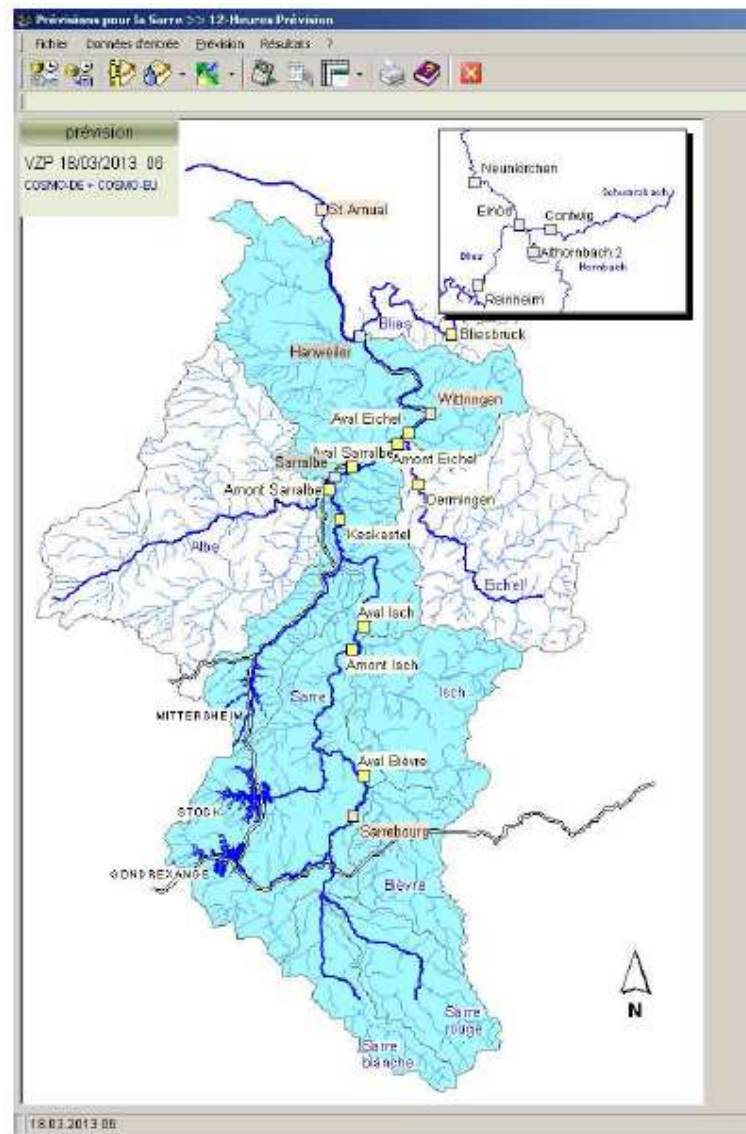 Prévisions pour la Sarre >> 12-Heures Prévision
Fichier Données d'entrée Prévision Résultats ?
prévision
VZP 18/03/2013 06
COSMO-DE + COSMO-EU
Neunkirchen
Schwarzbach
Einöd
Contwig
Althornbach 2
Blies
Hornbach
Reinheim
St Arnual
Blies
Bliesbruck
Hanweiler
Wittringen
Aval Eichel
Aval Sarralbe
Amont Eichel
Sarralbe
Amont Sarralbe
Oermingen
Keskastel
Albe
Eichel
Aval Isch
Amont Isch
Sarre
Isch
MITTERSHEIM
Aval Bièvre
STOCK
Sarrebourg
GONDREXANGE
Bièvre
N
Sarre
rouge
Sarre
blanche
18.03.2013 06